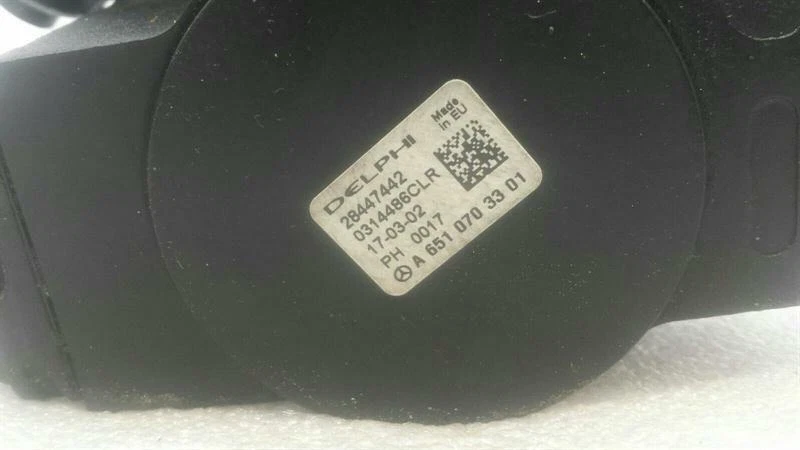 DELPHI
Made
in EU
28447442
0314486CLR
17-03-02
PH 0017
A 651 070 33 01